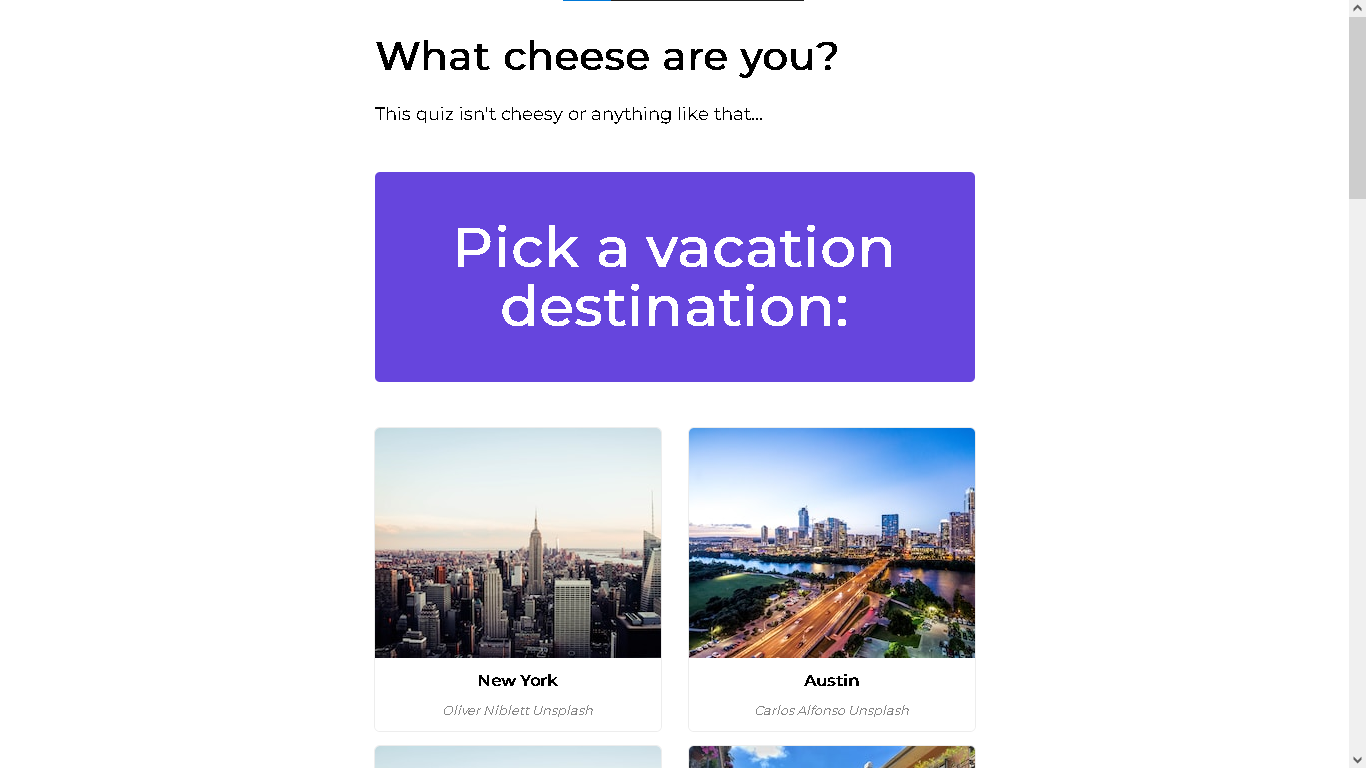 What cheese are you?
This quiz isn't cheesy or anything like that...
Pick a vacation
destination:
New York
Oliver Niblett Unsplash
Austin
Carlos Alfonso Unsplash